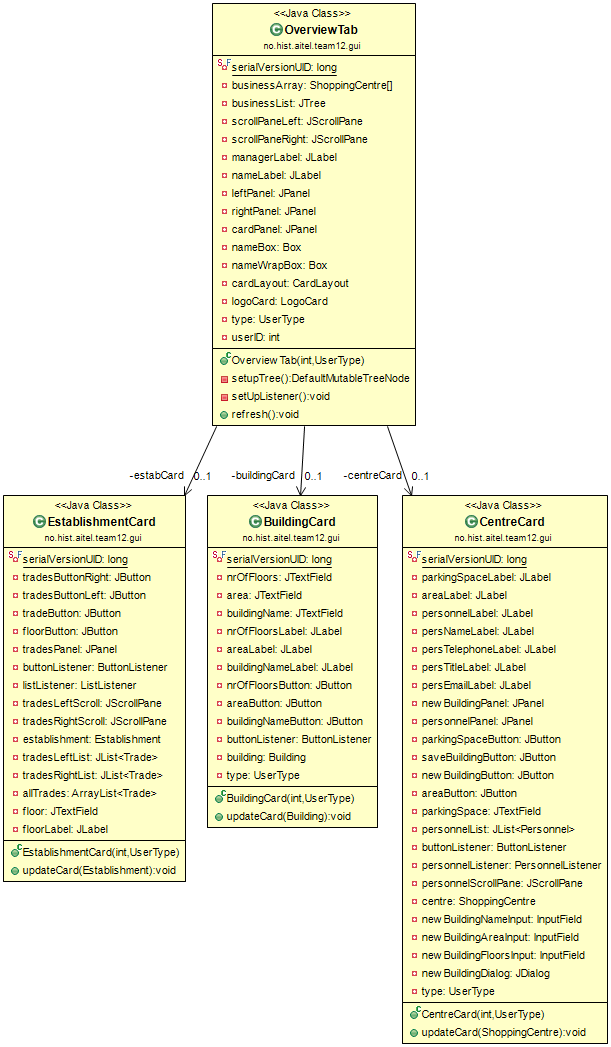 <<Java Class>>
OverviewTab
no.hist.aitel.team12.gui
serialVersionUID: long
businessArray: ShoppingCentre[]
businessList: JTree
scrollPaneLeft: JScrollPane
scrollPaneRight: JScrollPane
managerLabel: JLabel
nameLabel: JLabel
leftPanel: JPanel
rightPanel: JPanel
cardPanel: JPanel
nameBox: Box
nameWrapBox: Box
cardLayout: CardLayout
logoCard: LogoCard
type: UserType
userID: int
OverviewTab(int,UserType)
setupTree():DefaultMutableTreeNode
setUpListener():void
refresh():void
-estabCard 0..1
-buildingCard 0..1
-centreCard 0..1
<<Java Class>>
EstablishmentCard
no.hist.aitel.team12.gui
serialVersionUID: long
tradesButtonRight: JButton
tradesButtonLeft: JButton
tradeButton: JButton
floorButton: JButton
tradesPanel: JPanel
buttonListener: ButtonListener
listListener: ListListener
tradesLeftScroll: JScrollPane
tradesRightScroll: JScrollPane
establishment: Establishment
tradesLeftList: JList<Trade>
tradesRightList: JList<Trade>
allTrades: ArrayList<Trade>
floor: JTextField
floorLabel: JLabel
EstablishmentCard(int,UserType)
updateCard(Establishment):void
<<Java Class>>
BuildingCard
no.hist.aitel.team12.gui
serialVersionUID: long
nrOfFloors: JTextField
area: JTextField
buildingName: JTextField
nrOfFloorsLabel: JLabel
areaLabel: JLabel
buildingNameLabel: JLabel
nrOfFloorsButton: JButton
areaButton: JButton
buildingNameButton: JButton
buttonListener: ButtonListener
building: Building
type: UserType
BuildingCard(int,UserType)
updateCard(Building):void
<<Java Class>>
CentreCard
no.hist.aitel.team12.gui
serialVersionUID: long
parkingSpaceLabel: JLabel
areaLabel: JLabel
personnelLabel: JLabel
persNameLabel: JLabel
persTelephoneLabel: JLabel
persTitleLabel: JLabel
persEmailLabel: JLabel
newBuildingPanel: JPanel
personnelPanel: JPanel
parkingSpaceButton: JButton
saveBuildingButton: JButton
newBuildingButton: JButton
areaButton: JButton
parkingSpace: JTextField
personnelList: JList<Personnel>
buttonListener: ButtonListener
personnelListener: PersonnelListener
personnelScrollPane: JScrollPane
centre: ShoppingCentre
newBuildingNameInput: InputField
newBuildingAreaInput: InputField
newBuildingFloorsInput: InputField
newBuildingDialog: JDialog
type: UserType
CentreCard(int,UserType)
updateCard(ShoppingCentre):void